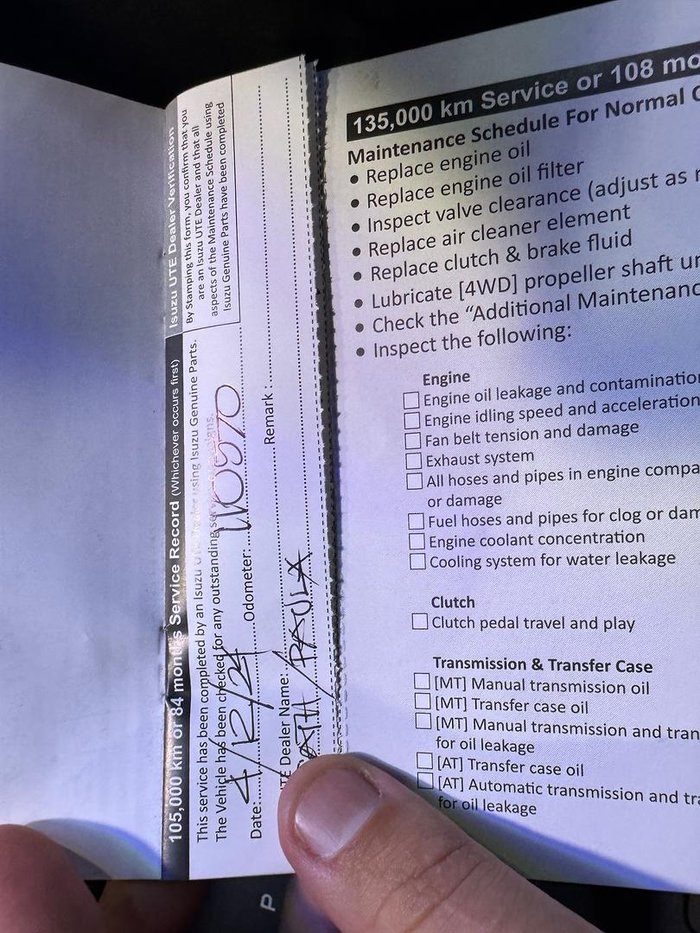 105,000 km or 84 months Service Record (Whichever occurs first) Isuzu UTE Dealer Verification
This service has been completed by an Isuzu UTE using Isuzu Genuine Parts.
The Vehicle has been checked for any outstanding
By Stamping this form, you confirm that you
are an Isuzu UTE Dealer and that all
aspects of the Maintenance Schedule using
Isuzu Genuine Parts have been completed
Date: 4/12/24 Odometer:
Dealer Name: Remark :
/PAULA
135,000 km Service or 108
Maintenance Schedule For Normal
• Replace engine oil
• Replace engine oil filter
• Inspect valve clearance (adjust as
• Replace air cleaner element
• Replace clutch & brake fluid
• Lubricate [4WD] propeller shaft
• Check the "Additional
• Inspect the following:
Engine
Engine oil leakage and
Engine idling speed and acceleration
Fan belt tension and damage
Exhaust system
All hoses and pipes in engine
or damage
Fuel hoses and pipes for clog or
Engine coolant concentration
Cooling system for water leakage
Clutch
Clutch pedal travel and play
Transmission & Transfer Case
[MT] Manual transmission oil
[MT] Transfer case oil
[MT] Manual transmission and
for oil leakage
[AT] Transfer case oil
[AT] Automatic transmission and
for oil leakage
P